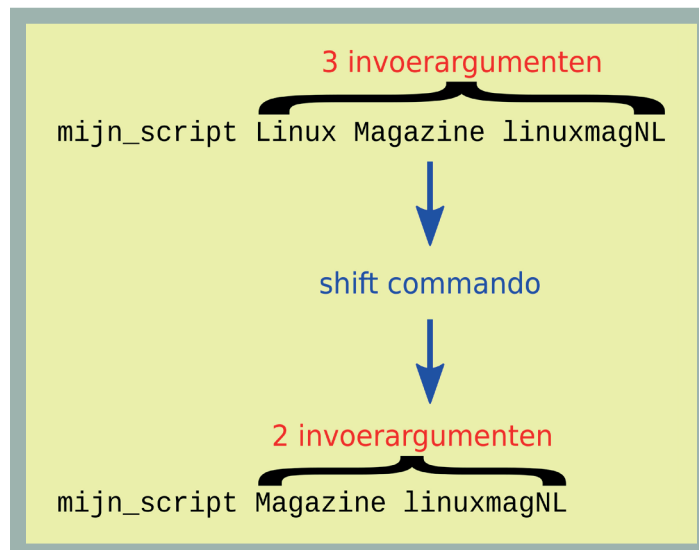 3 invoerargumenten
mijn_script Linux Magazine linuxmagNL
shift commando
2 invoerargumenten
mijn_script Magazine linuxmagNL